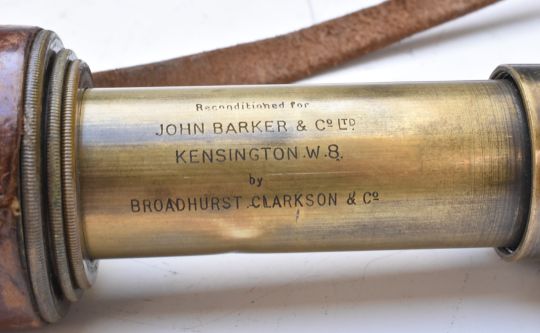 Reconditioned for
JOHN BARKER & Co LTD.
KENSINGTON. W.8.
by
BROADHURST. CLARKSON & Co